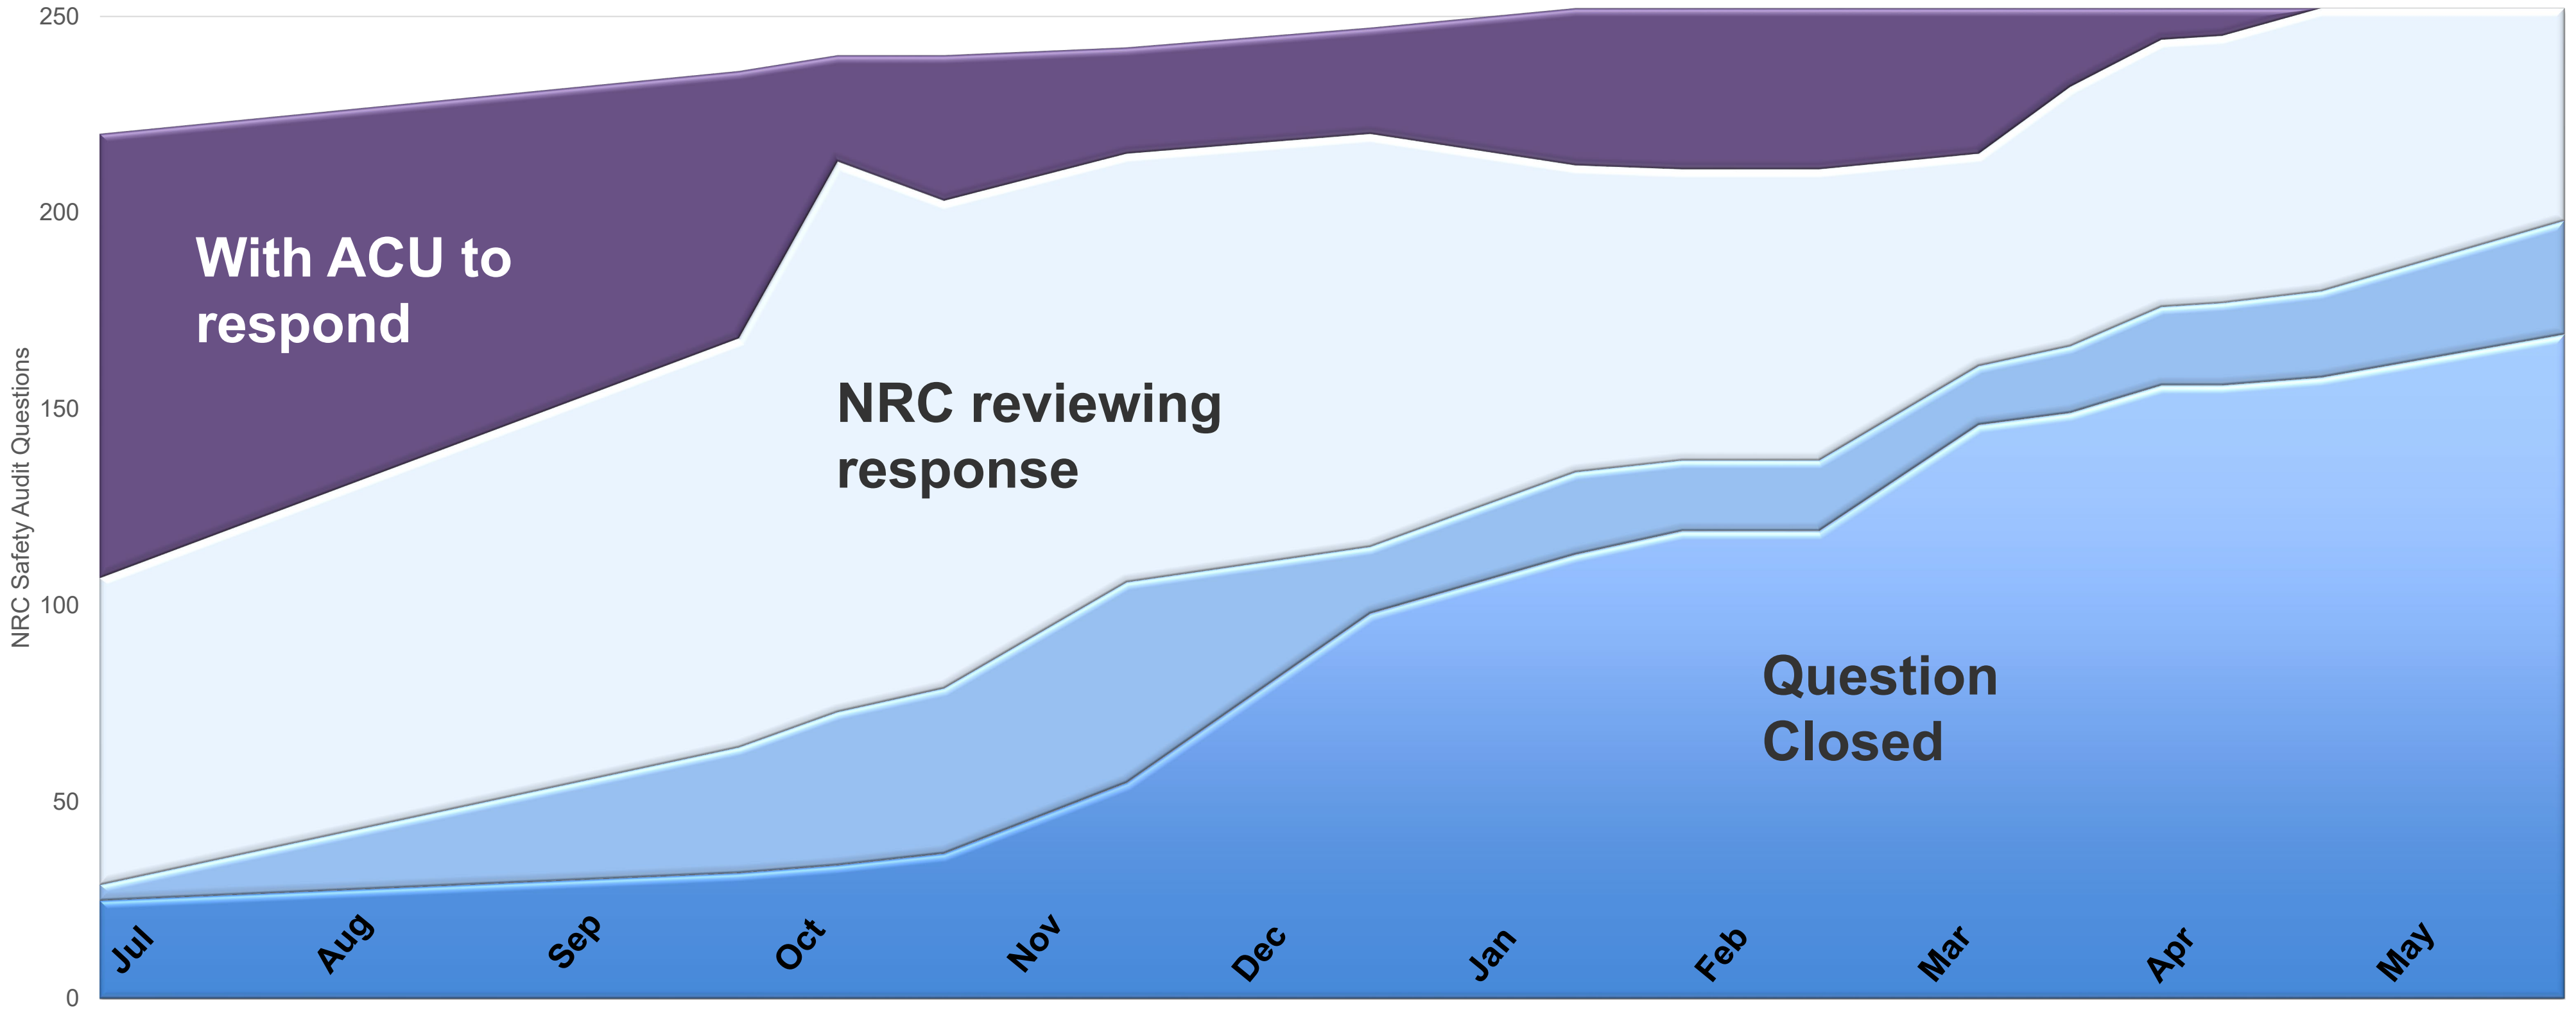 250
200
150
100
50
0
NRC Safety Audit Questions
With ACU to
respond
NRC reviewing
response
Question
Closed
Jul
Aug
Sep
Oct
Nov
Dec
Jan
Feb
Mar
Apr
May